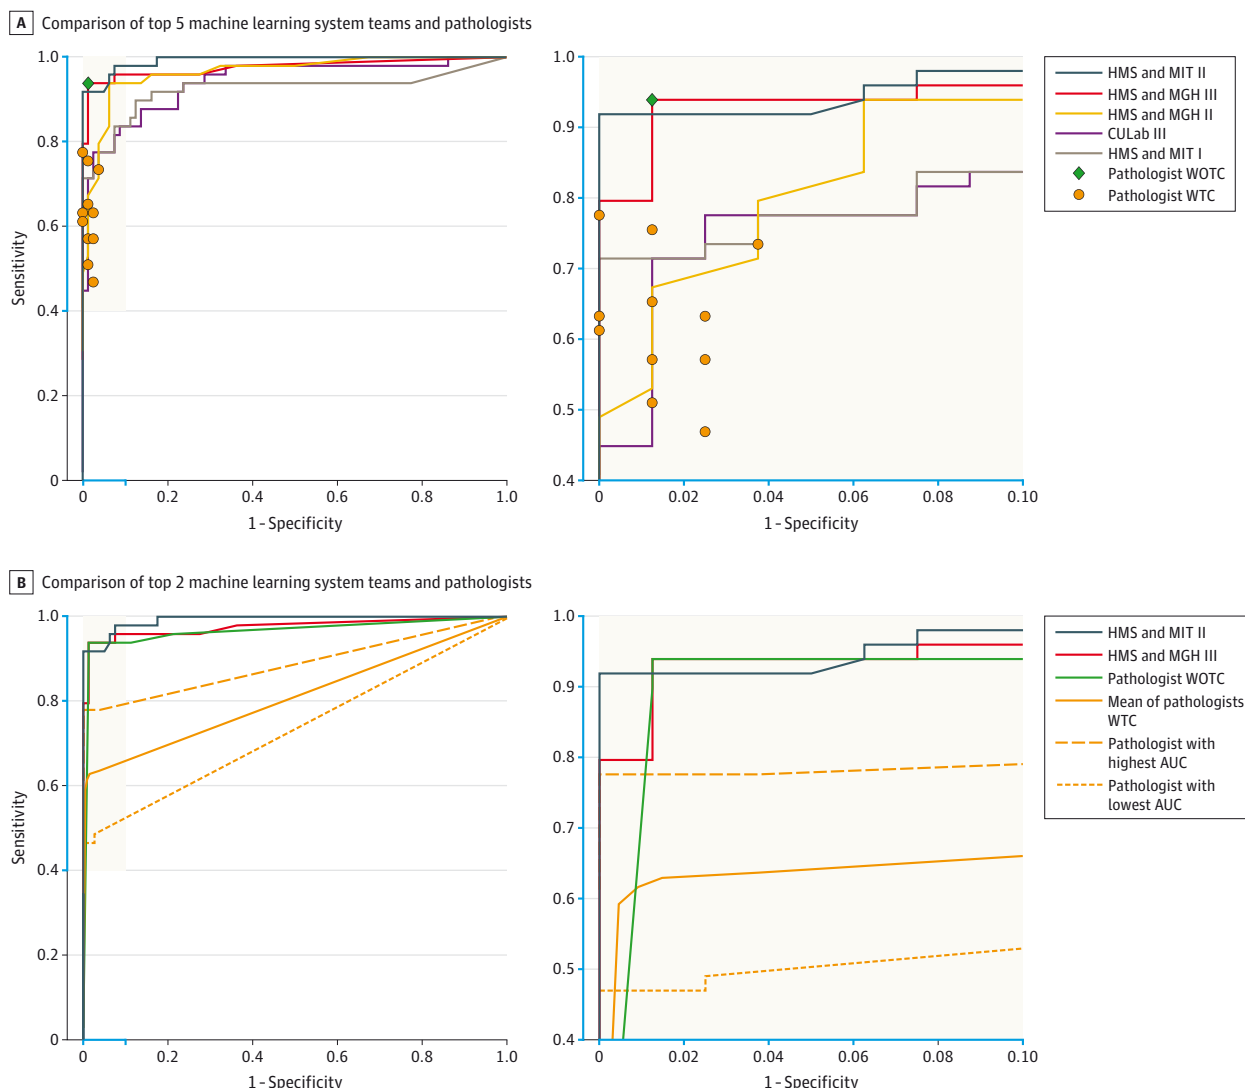 A Comparison of top 5 machine learning system teams and pathologists
1.0
0.8
0.6
0.4
0.2
0
Sensitivity
0
0.2
0.4
0.6
0.8
1.0
1 - Specificity
1.0
0.9
0.8
0.7
0.6
0.5
0.4
0
0.02
0.04
0.06
0.08
0.10
1 - Specificity
HMS and MIT II
HMS and MGH III
HMS and MGH II
CULab III
HMS and MIT I
Pathologist WOTC
Pathologist WTC
B Comparison of top 2 machine learning system teams and pathologists
1.0
0.8
0.6
0.4
0.2
0
Sensitivity
0
0.2
0.4
0.6
0.8
1.0
1 - Specificity
1.0
0.9
0.8
0.7
0.6
0.5
0.4
0
0.02
0.04
0.06
0.08
0.10
1 - Specificity
HMS and MIT II
HMS and MGH III
Pathologist WOTC
Mean of pathologists
WTC
Pathologist with
highest AUC
Pathologist with
lowest AUC